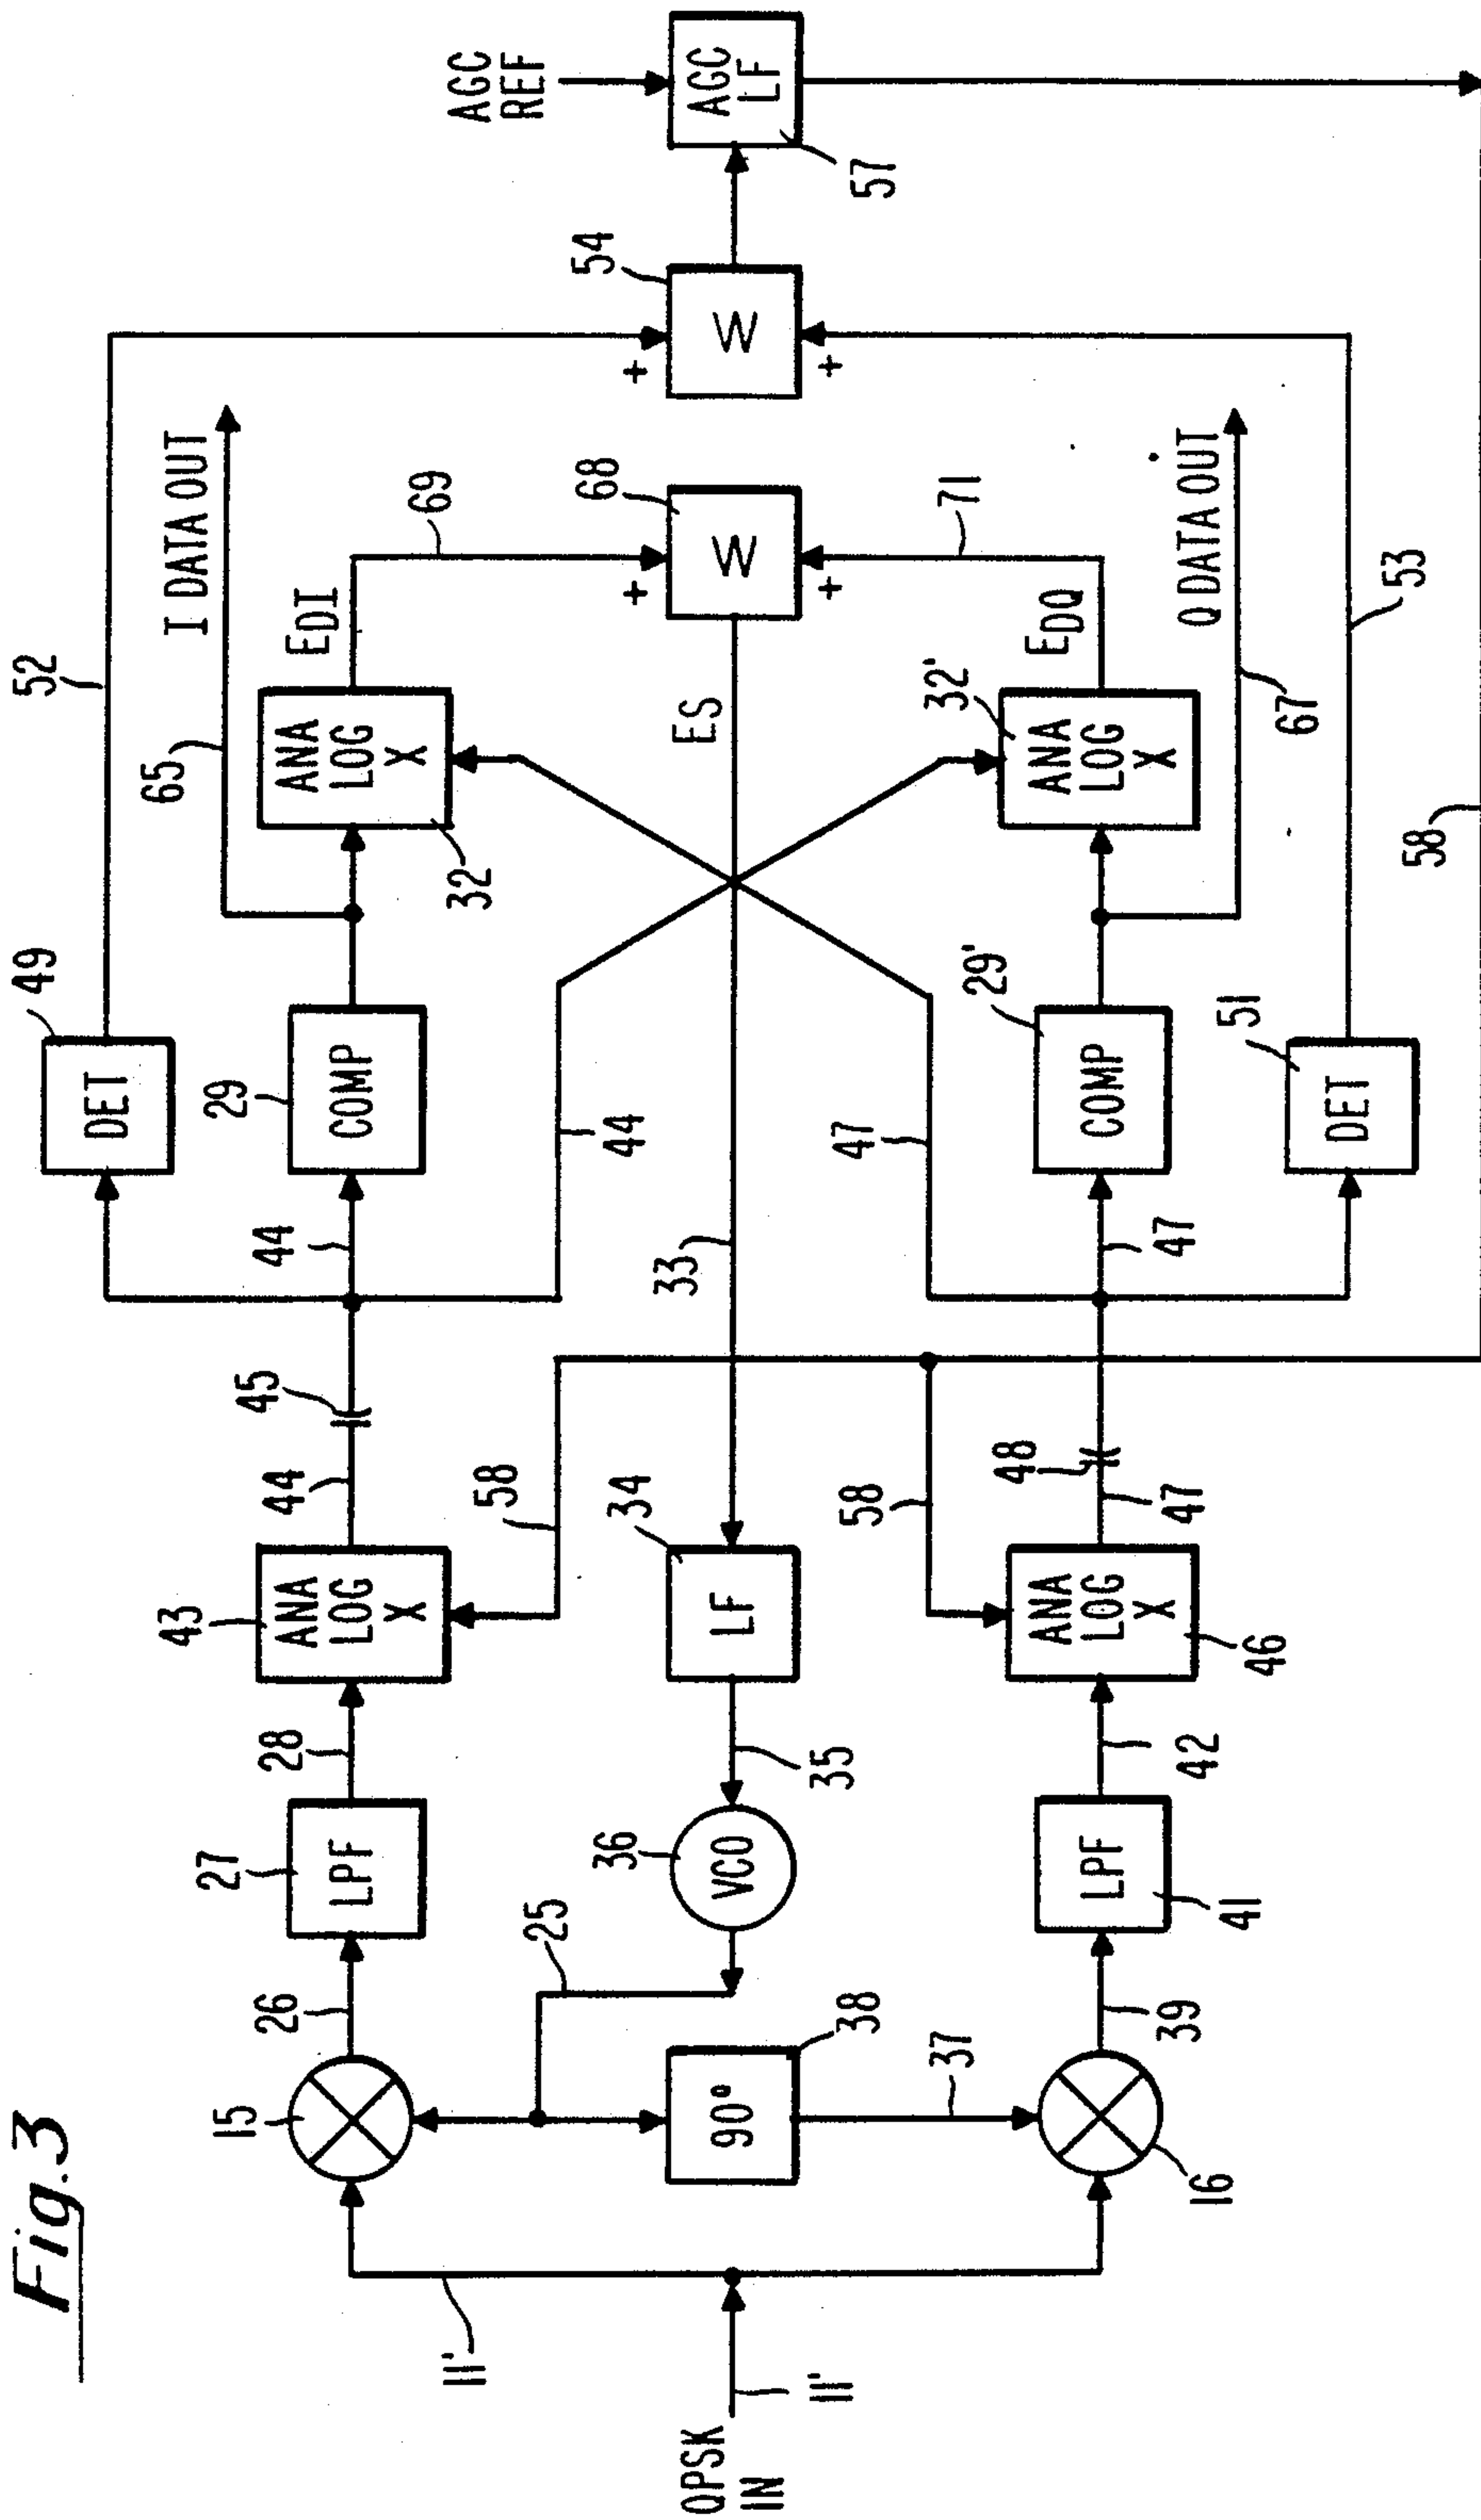 Fig.3
QPSK
IN
11'
11'
15
16
26
25
90°
38
37
39
27
LPF
28
36
VCO
35
LPF
41
42
43
ANA
LOG
X
44
45
58
34
LF
58
ANA
LOG
X
46
47
48
49
DET
52
44
29
COMP
44
33
47
47
29'
COMP
51
DET
53
65
I DATA OUT
ANA
LOG
X
32
EDI
69
ES
68
Σ
+
+
32'
ANA
LOG
X
EDQ
71
Q DATA OUT
67
58
54
Σ
+
+
AGC
REF
AGC
LF
57